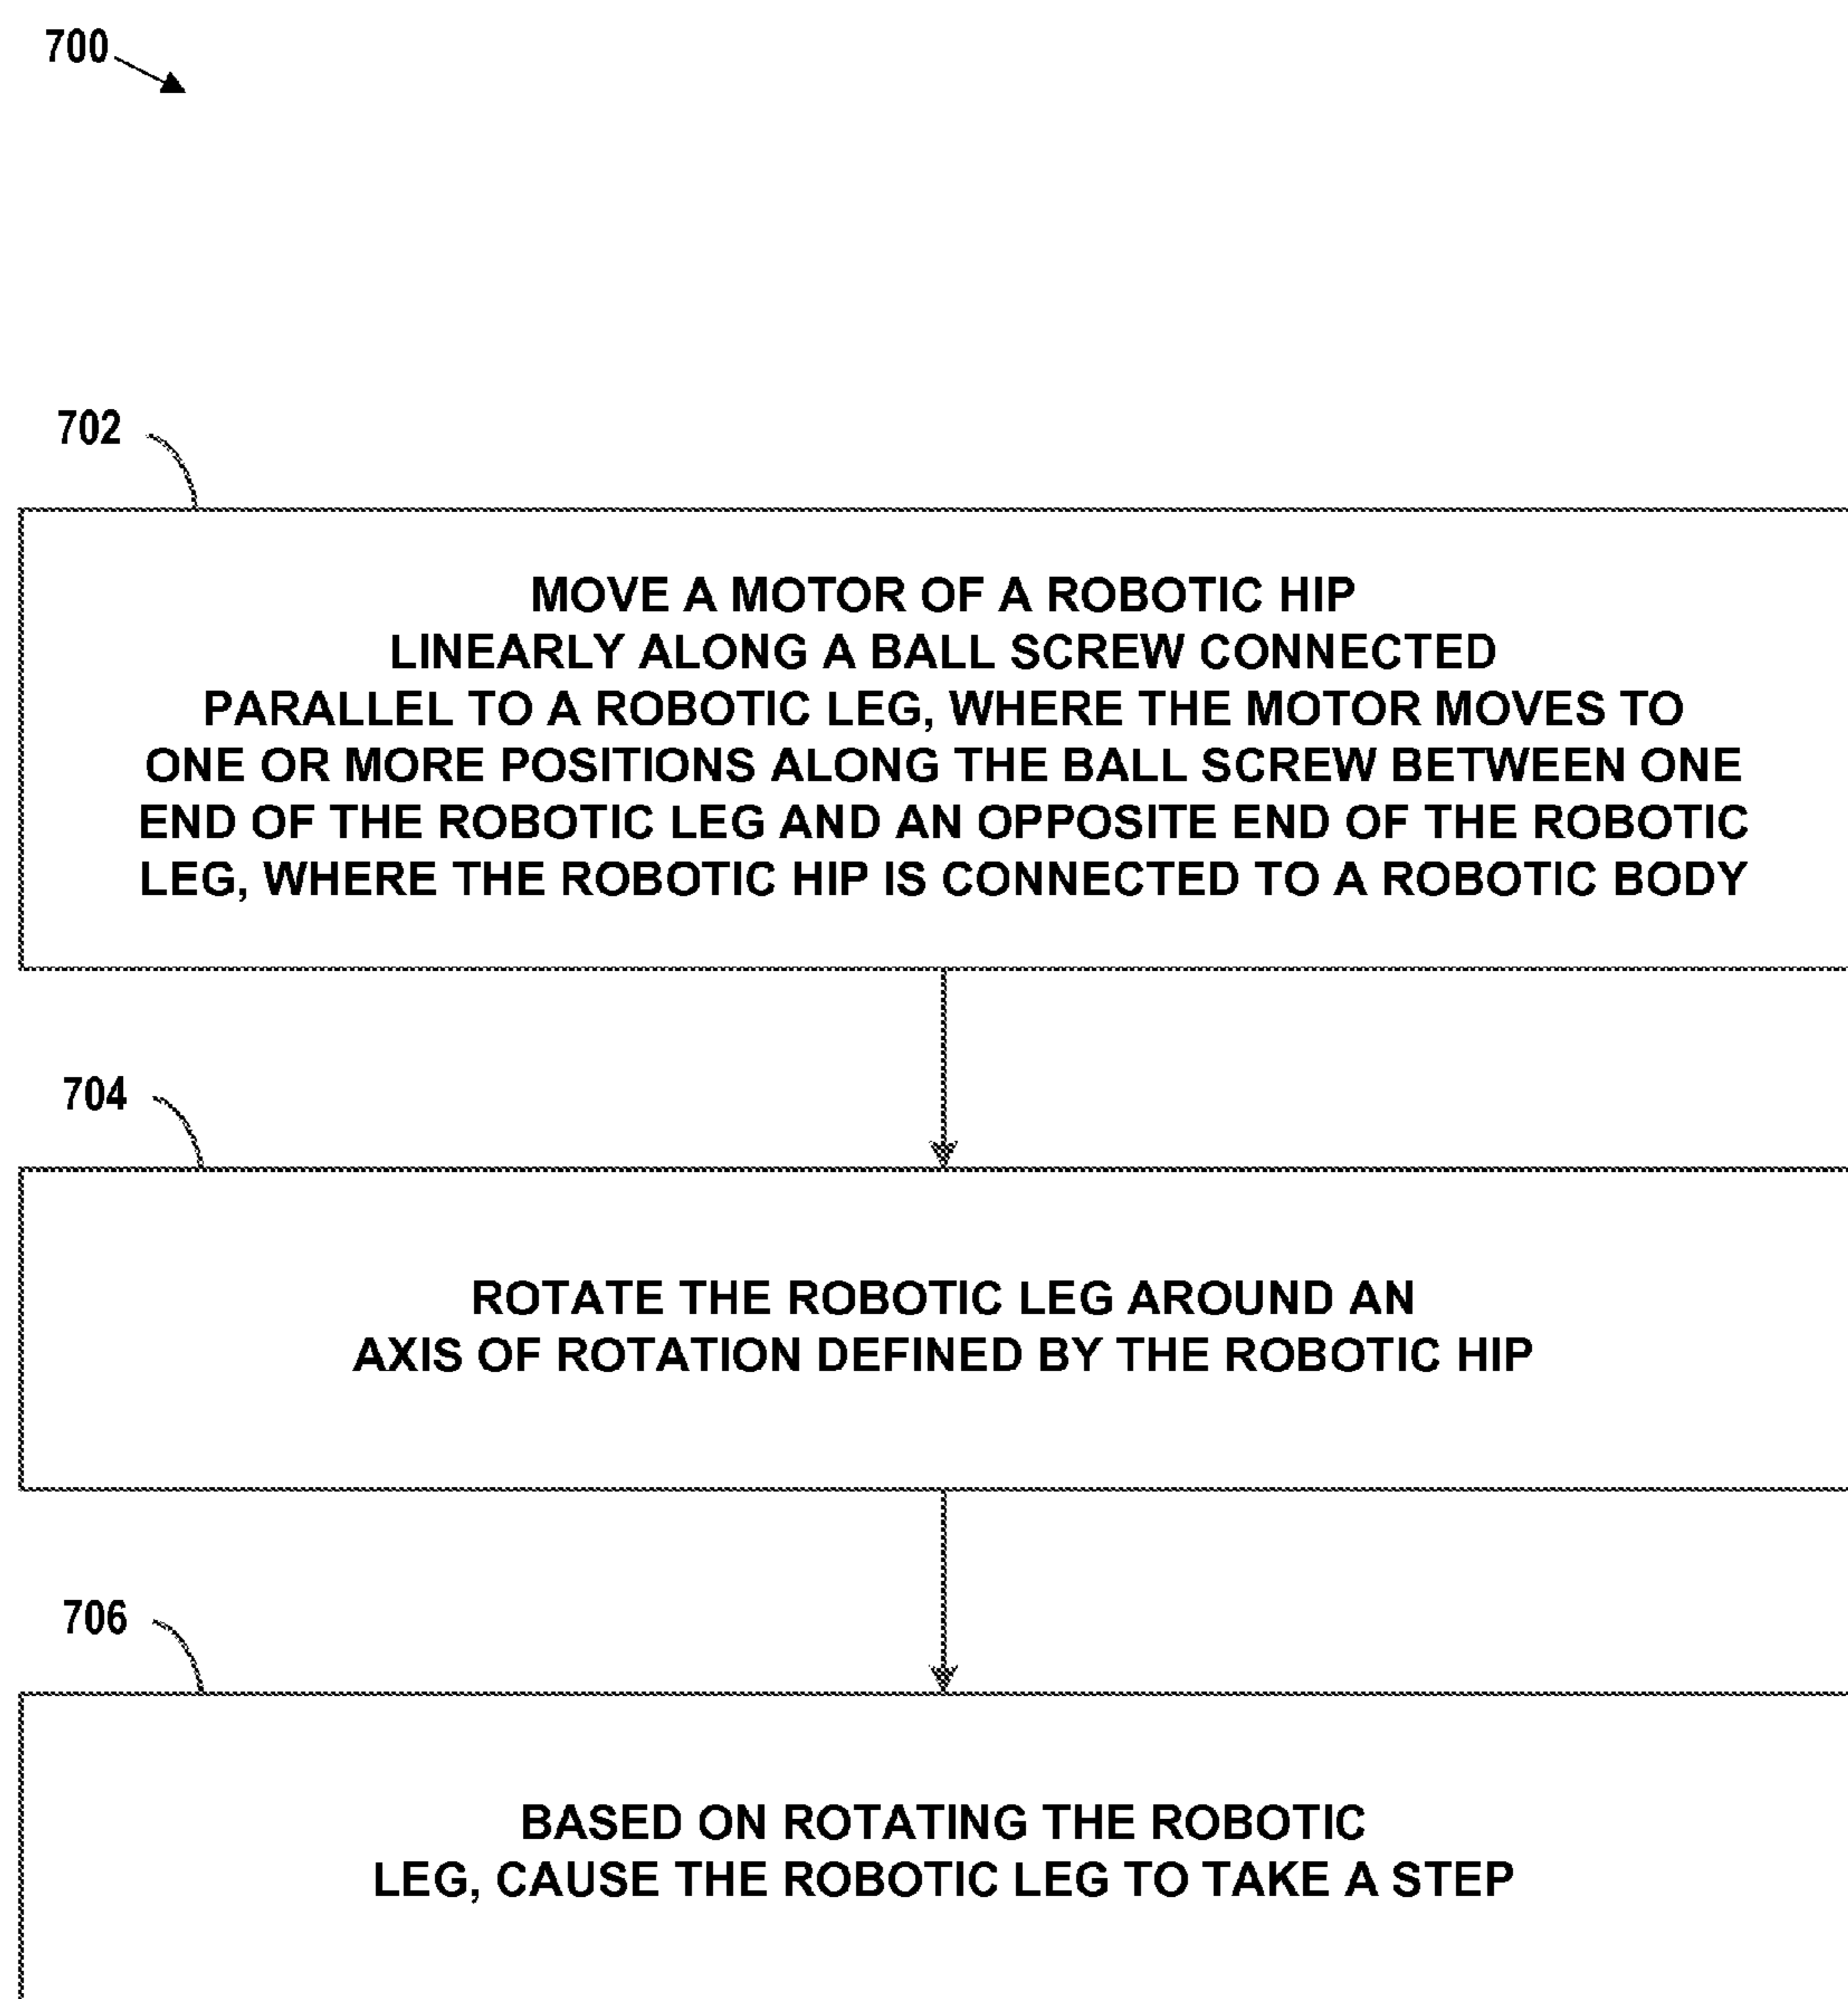 700
702
MOVE A MOTOR OF A ROBOTIC HIP
LINEARLY ALONG A BALL SCREW CONNECTED
PARALLEL TO A ROBOTIC LEG, WHERE THE MOTOR MOVES TO
ONE OR MORE POSITIONS ALONG THE BALL SCREW BETWEEN ONE
END OF THE ROBOTIC LEG AND AN OPPOSITE END OF THE ROBOTIC
LEG, WHERE THE ROBOTIC HIP IS CONNECTED TO A ROBOTIC BODY
704
ROTATE THE ROBOTIC LEG AROUND AN
AXIS OF ROTATION DEFINED BY THE ROBOTIC HIP
706
BASED ON ROTATING THE ROBOTIC
LEG, CAUSE THE ROBOTIC LEG TO TAKE A STEP